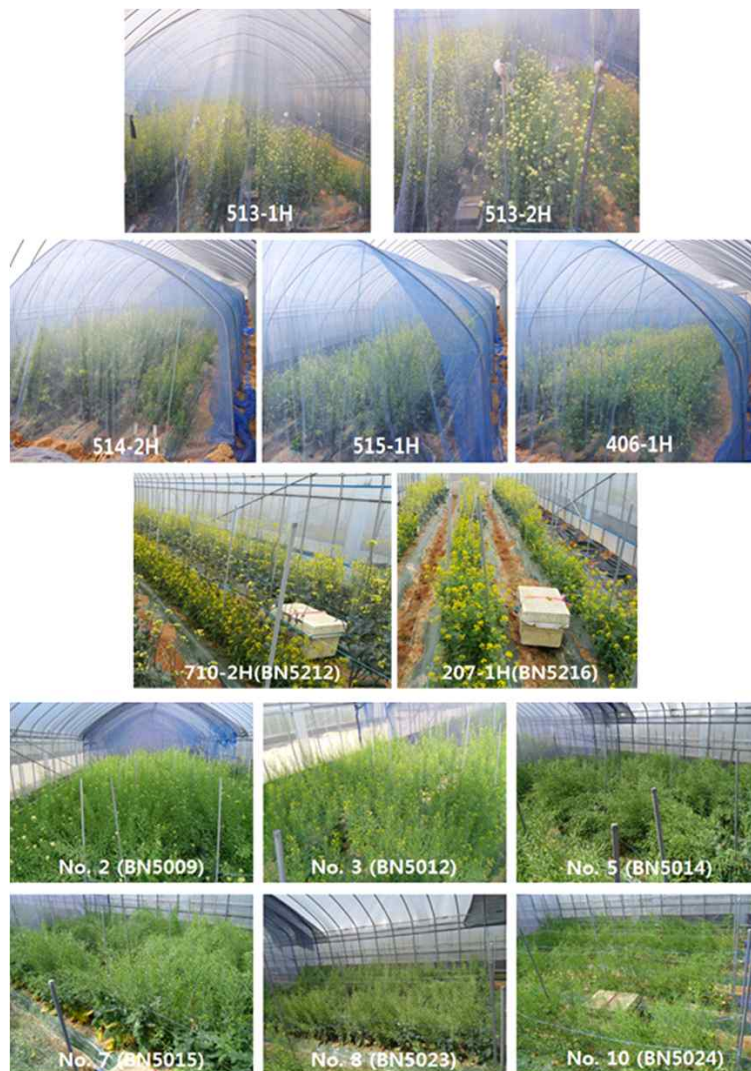 513-1H
513-2H
514-2H
515-1H
406-1H
710-2H(BN5212)
207-1H(BN5216)
No. 2 (BN5009)
No. 3 (BN5012)
No. 5 (BN5014)
No. 7 (BN5015)
No. 8 (BN5023)
No. 10 (BN5024)